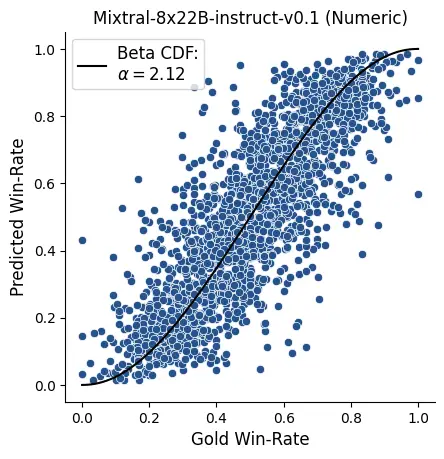 Mixtral-8x22B-instruct-v0.1 (Numeric)
Beta CDF:
α = 2.12
1.0
0.8
0.6
0.4
0.2
0.0
Predicted Win-Rate
0.0 0.2 0.4 0.6 0.8 1.0
Gold Win-Rate